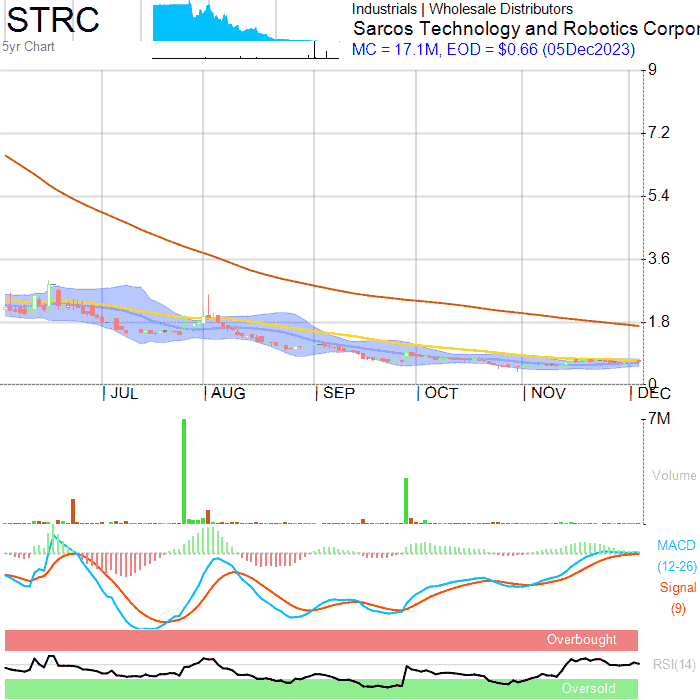 STRC
5yr Chart
Industrials | Wholesale Distributors
Sarcos Technology and Robotics Corpor
MC = 17.1M, EOD = $0.66 (05Dec2023)
9
7.2
5.4
3.6
1.8
0
JUL AUG SEP OCT NOV DEC
7M
Volume
MACD
(12-26)
Signal
(9)
Overbought
RSI(14)
Oversold